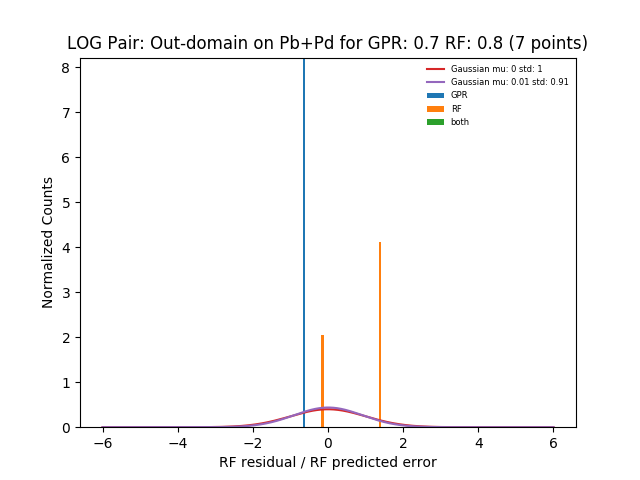 LOG Pair: Out-domain on Pb+Pd for GPR: 0.7 RF: 0.8 (7 points)
8
7
6
5
4
3
2
1
0
Normalized Counts
Gaussian mu: 0 std: 1
Gaussian mu: 0.01 std: 0.91
GPR
RF
both
−6 −4 −2 0 2 4 6
RF residual / RF predicted error